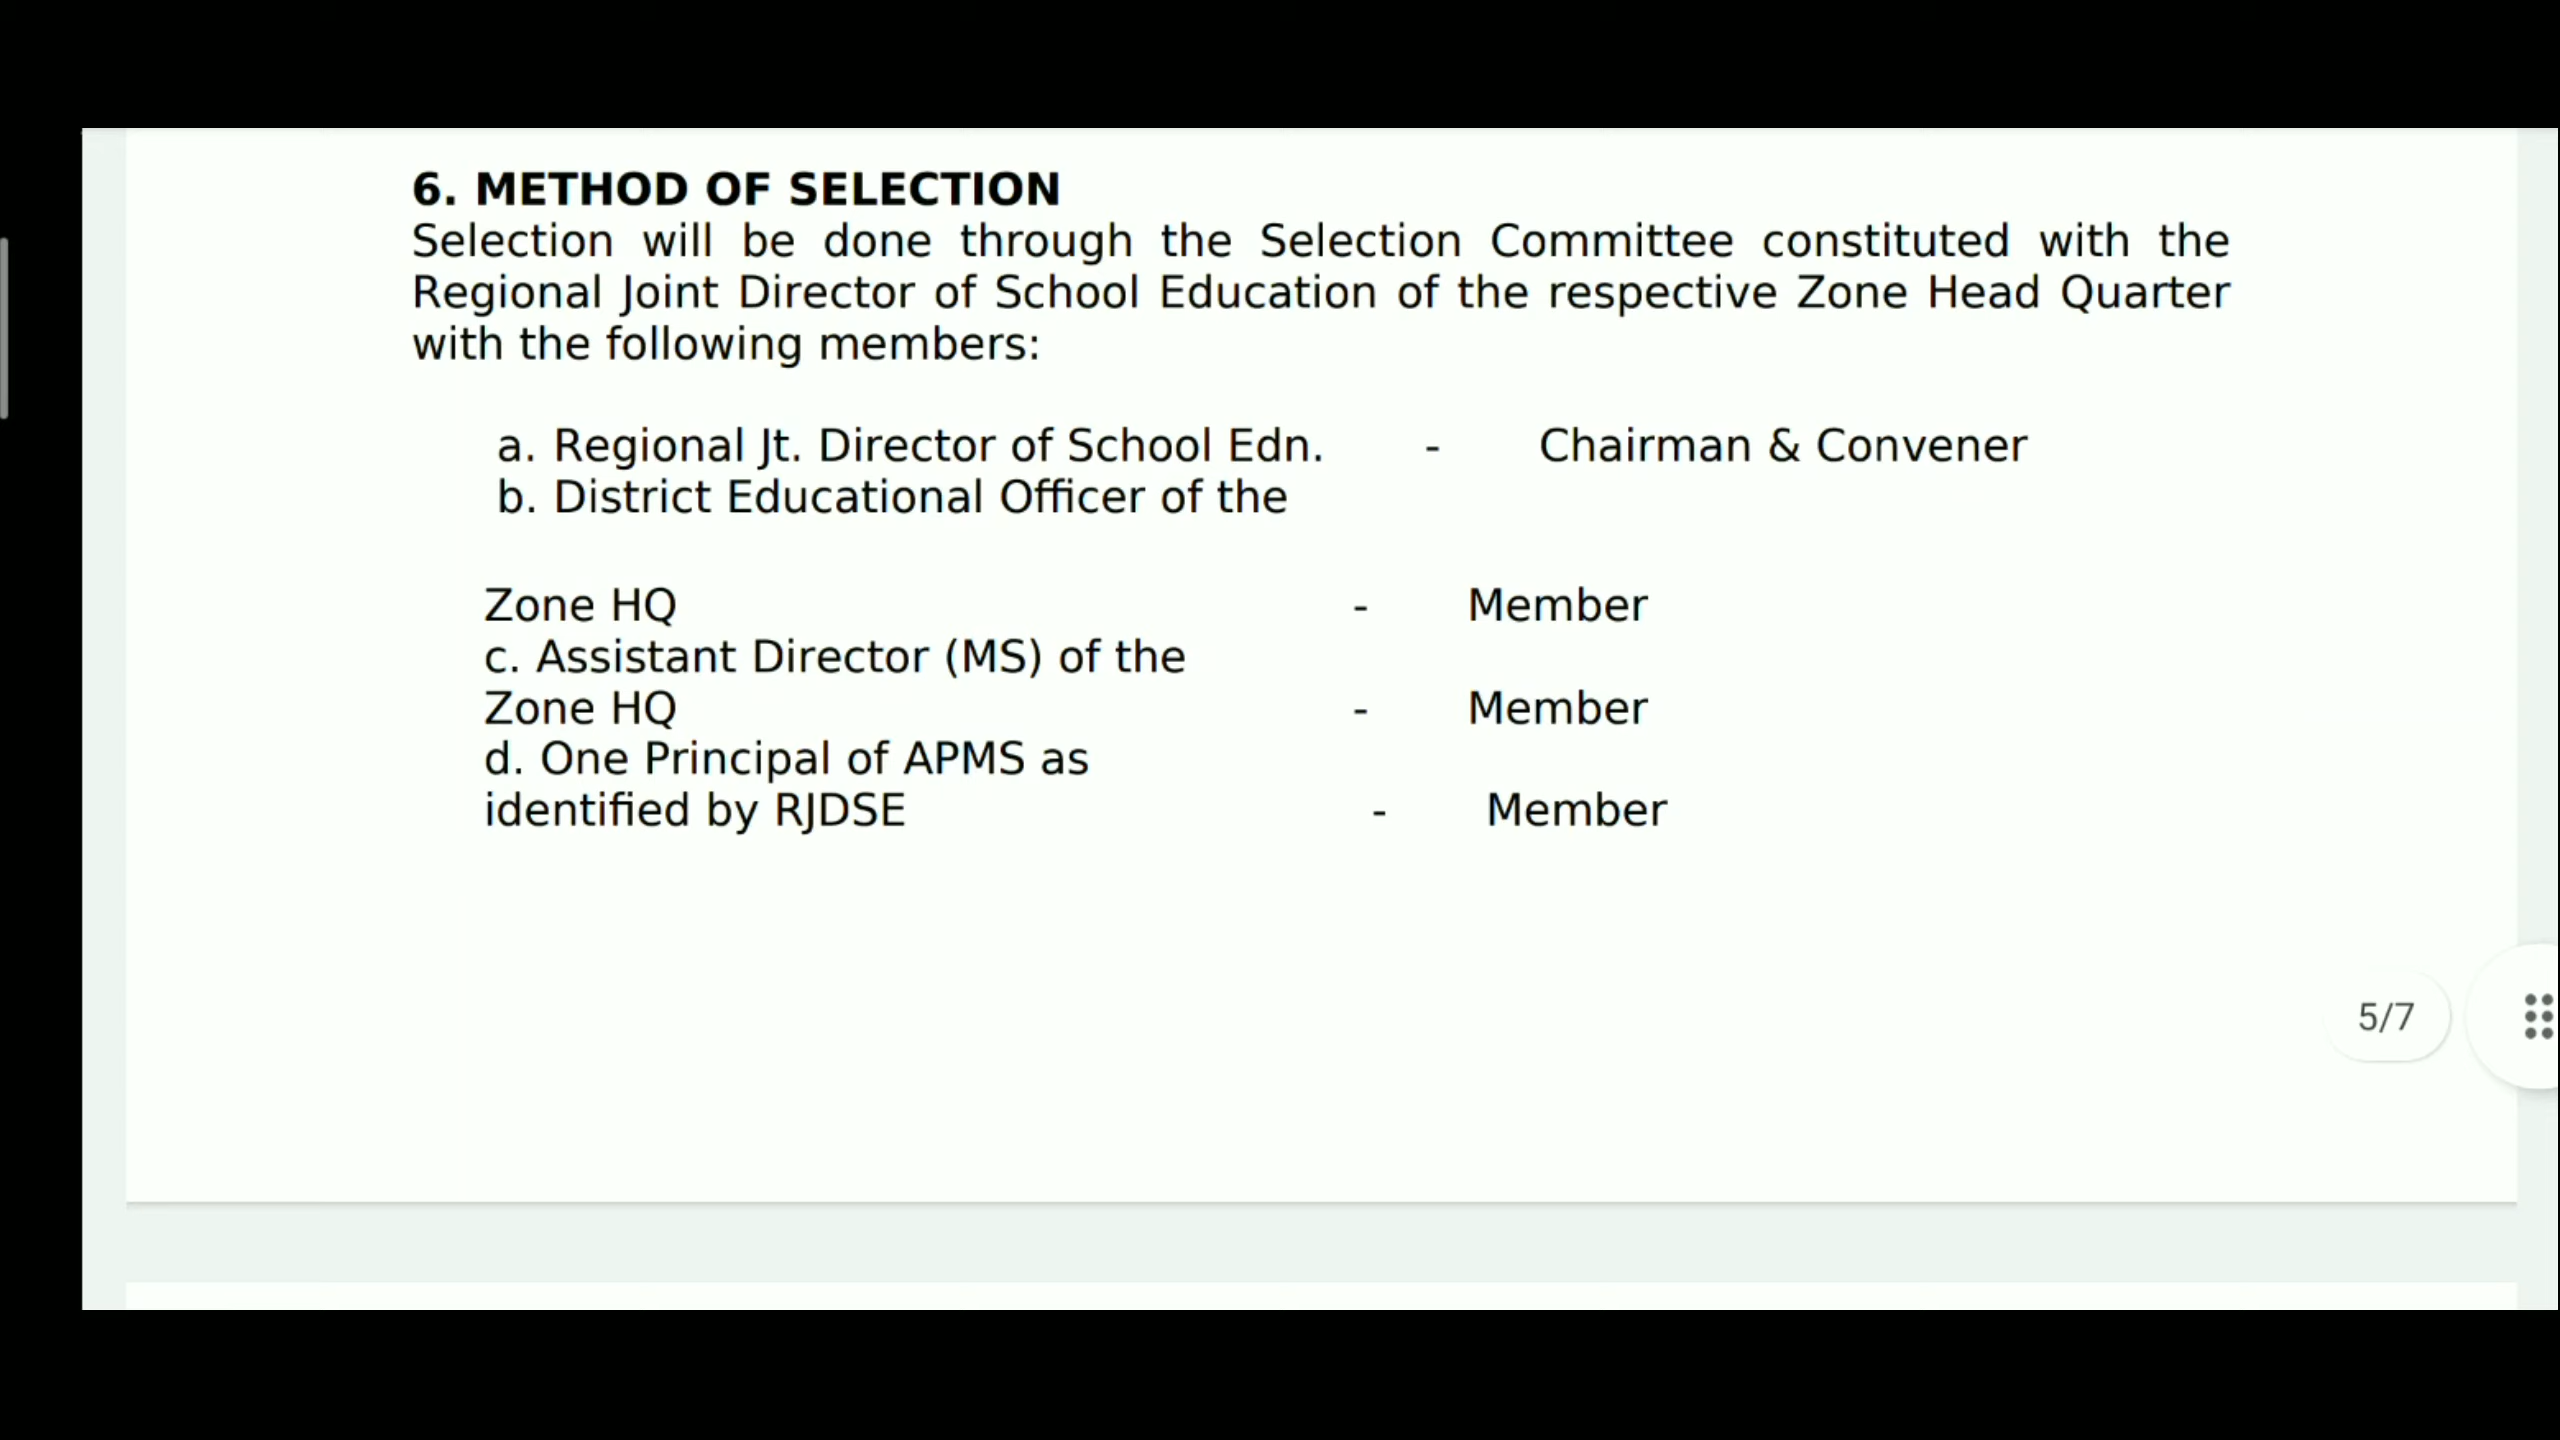 6. METHOD OF SELECTION
Selection will be done through the Selection Committee constituted with the
Regional Joint Director of School Education of the respective Zone Head Quarter
with the following members:
a. Regional Jt. Director of School Edn. - Chairman & Convener
b. District Educational Officer of the
Zone HQ - Member
c. Assistant Director (MS) of the
Zone HQ - Member
d. One Principal of APMS as
identified by RJDSE - Member
5/7